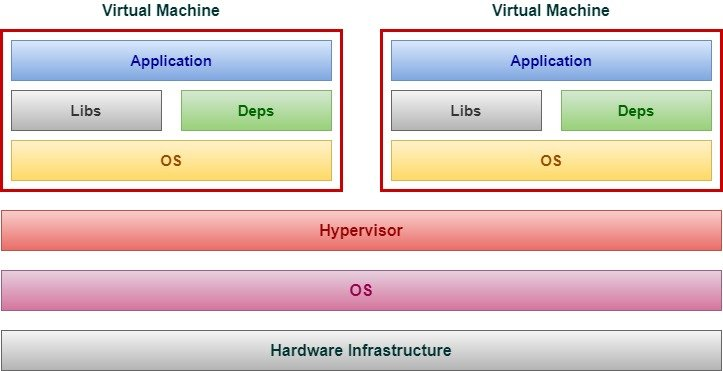 Virtual Machine
Virtual Machine
Application
Application
Libs
Deps
Libs
Deps
OS
OS
Hypervisor
OS
Hardware Infrastructure